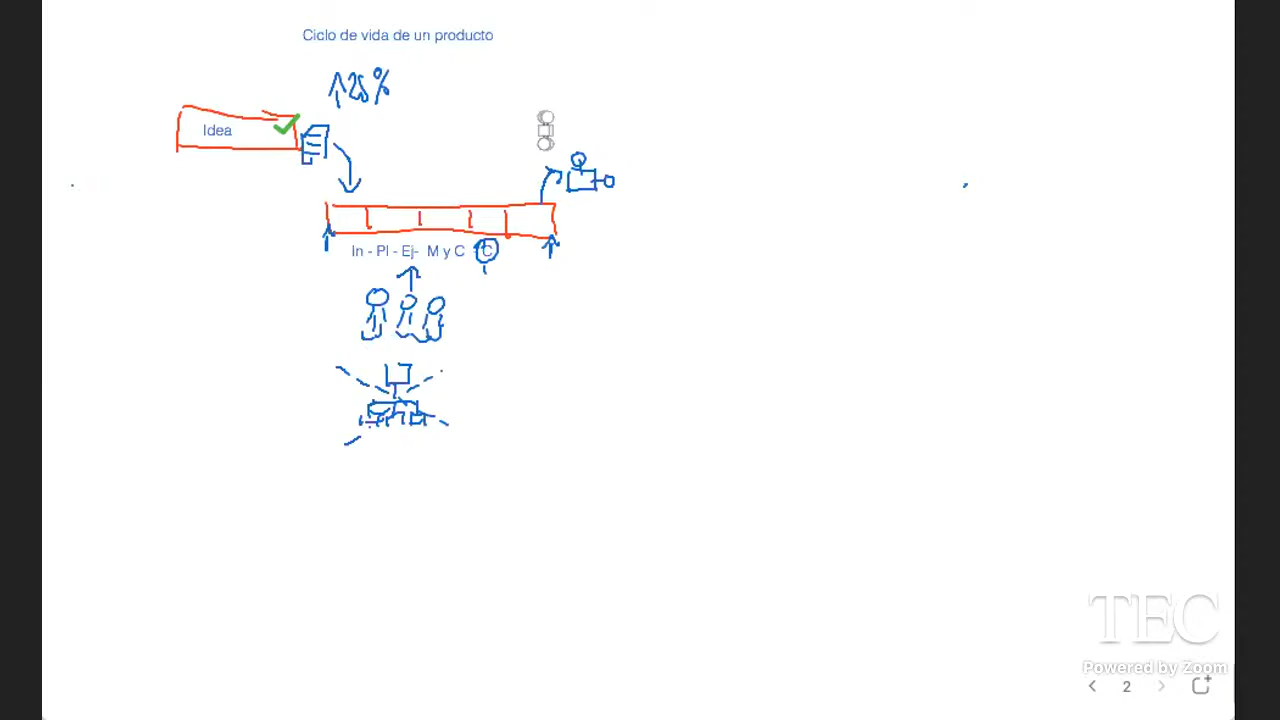 Ciclo de vida de un producto
↑25%
Idea
In - Pl - Ej- M y C - C
TEC
Powered by Zoom
2